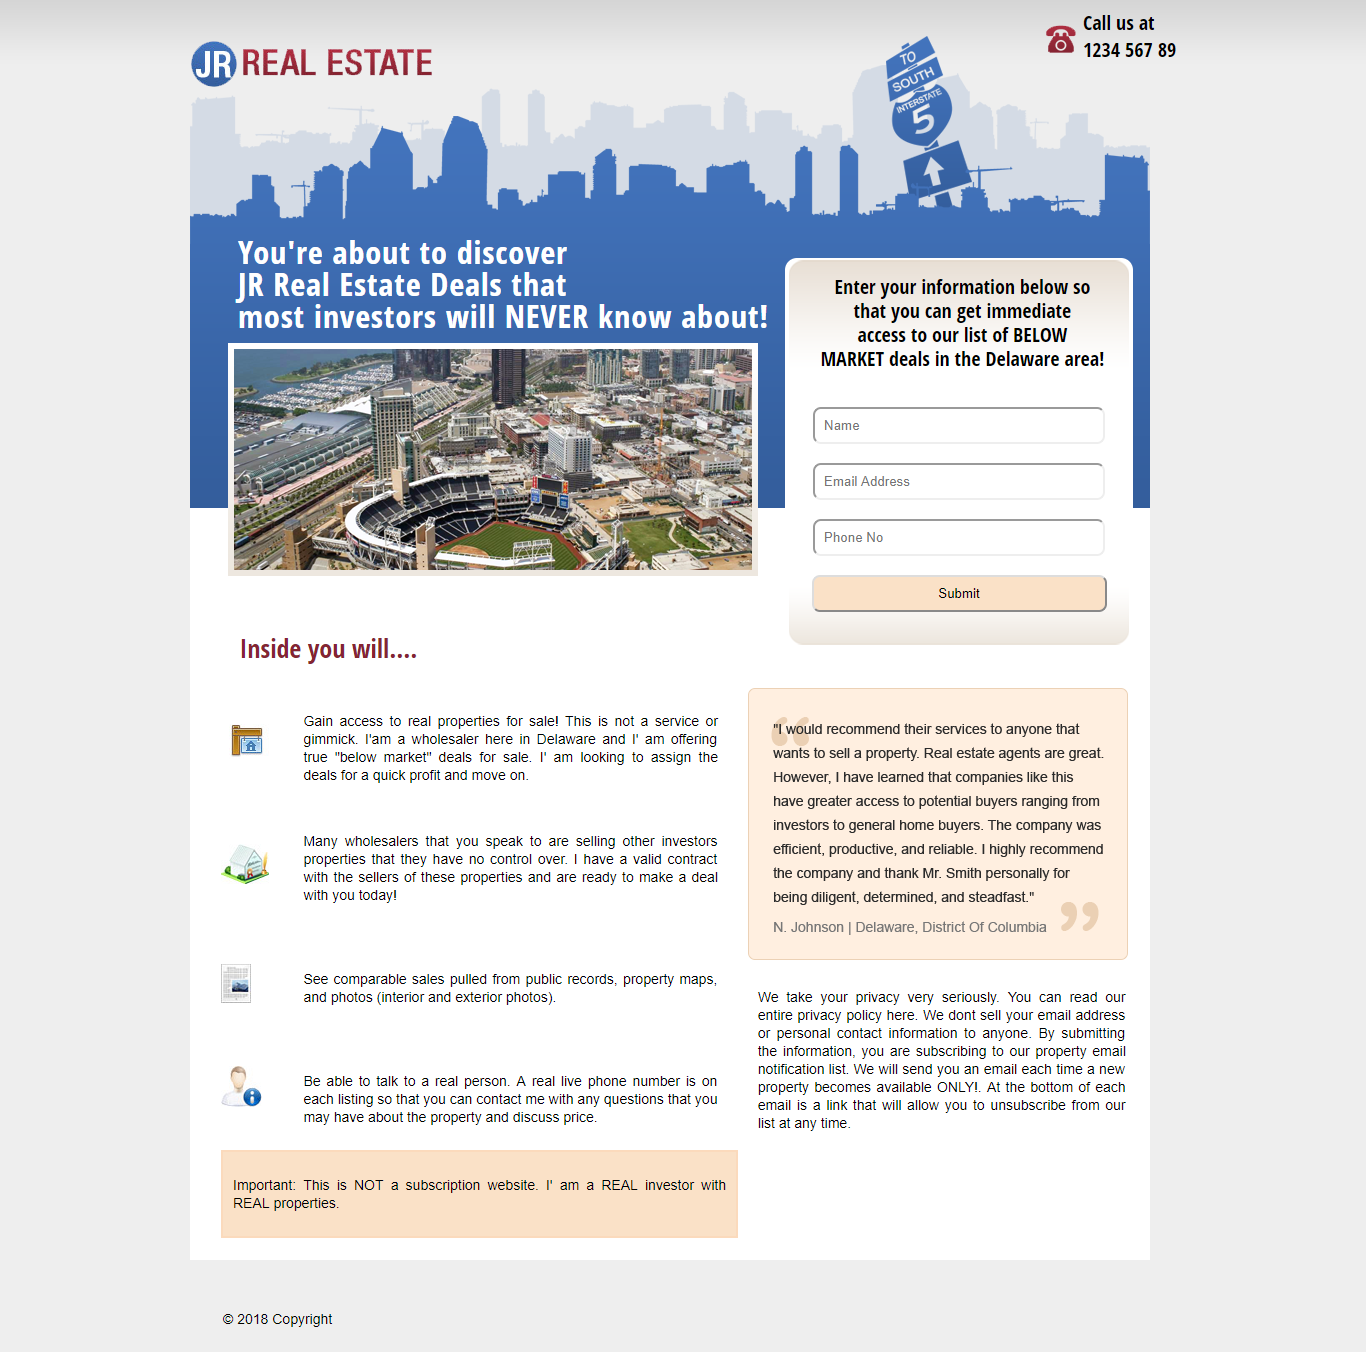 Call us at
1234 567 89
JR REAL ESTATE
TO
SOUTH
INTERSTATE
5
You're about to discover
JR Real Estate Deals that
most investors will NEVER know about!
Enter your information below so
that you can get immediate
access to our list of BELOW
MARKET deals in the Delaware area!
Name
Email Address
Phone No
Submit
Inside you will....
Gain access to real properties for sale! This is not a service or
gimmick. I'am a wholesaler here in Delaware and I' am offering
true "below market" deals for sale. I' am looking to assign the
deals for a quick profit and move on.
Many wholesalers that you speak to are selling other investors
properties that they have no control over. I have a valid contract
with the sellers of these properties and are ready to make a deal
with you today!
See comparable sales pulled from public records, property maps,
and photos (interior and exterior photos).
Be able to talk to a real person. A real live phone number is on
each listing so that you can contact me with any questions that you
may have about the property and discuss price.
Important: This is NOT a subscription website. I' am a REAL investor with
REAL properties.
"I would recommend their services to anyone that
wants to sell a property. Real estate agents are great.
However, I have learned that companies like this
have greater access to potential buyers ranging from
investors to general home buyers. The company was
efficient, productive, and reliable. I highly recommend
the company and thank Mr. Smith personally for
being diligent, determined, and steadfast."
N. Johnson | Delaware, District Of Columbia
We take your privacy very seriously. You can read our
entire privacy policy here. We dont sell your email address
or personal contact information to anyone. By submitting
the information, you are subscribing to our property email
notification list. We will send you an email each time a new
property becomes available ONLY!. At the bottom of each
email is a link that will allow you to unsubscribe from our
list at any time.
© 2018 Copyright